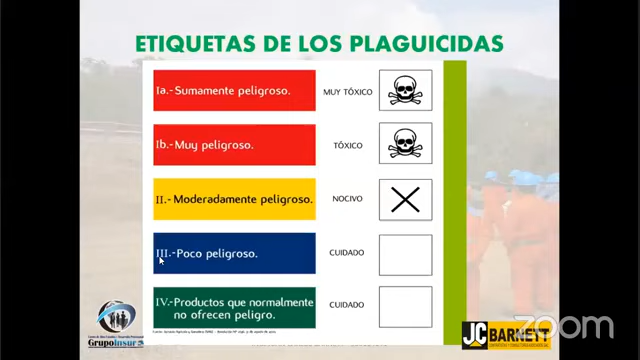 ETIQUETAS DE LOS PLAGUICIDAS
Ia.- Sumamente peligroso.
MUY TÓXICO
Ib.- Muy peligroso.
TÓXICO
II.- Moderadamente peligroso.
NOCIVO
III.- Poco peligroso.
CUIDADO
IV.- Productos que normalmente
no ofrecen peligro.
CUIDADO
GrupoInsur
JC BARNETT
zoom